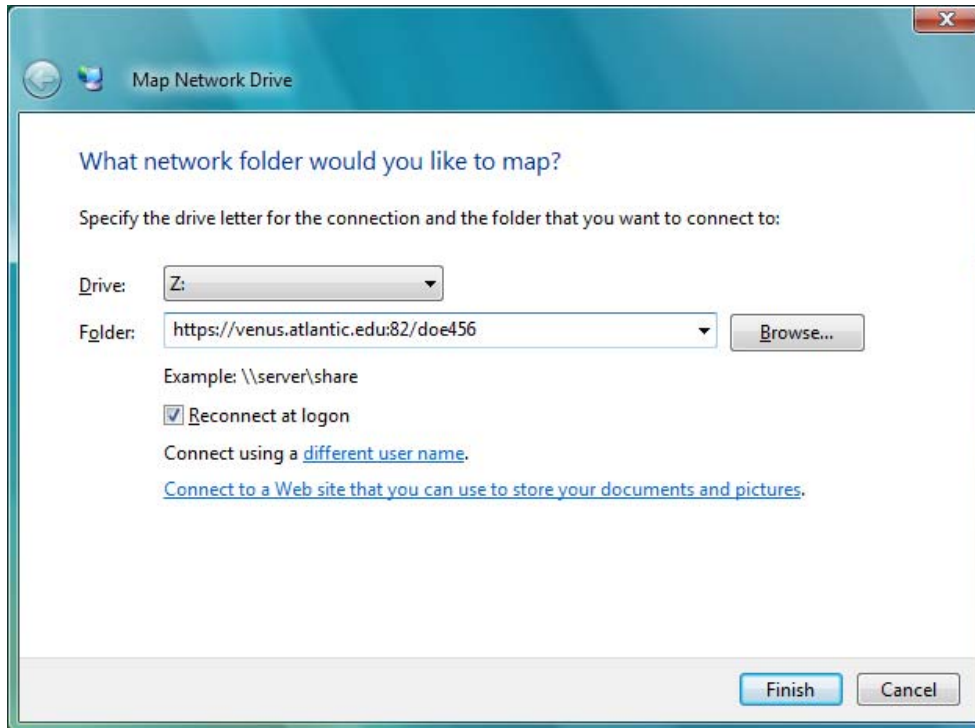 Map Network Drive
What network folder would you like to map?
Specify the drive letter for the connection and the folder that you want to connect to:
Drive: Z:
Folder: https://venus.atlantic.edu:82/doe456 Browse...
Example: \\server\share
Reconnect at logon
Connect using a different user name.
Connect to a Web site that you can use to store your documents and pictures.
Finish Cancel